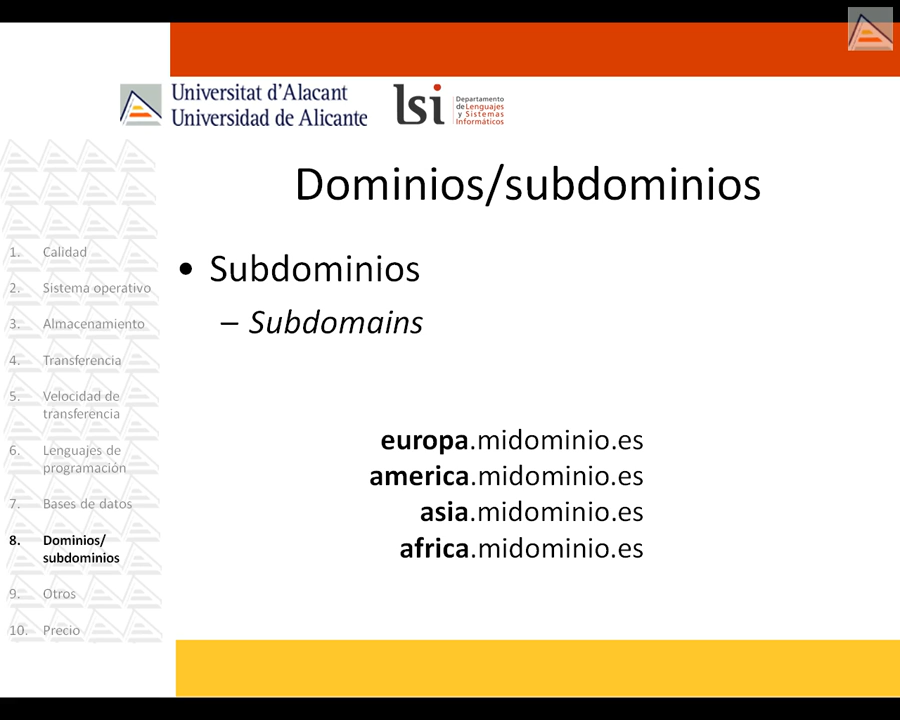 Universitat d'Alacant
Universidad de Alicante
lsi
Departamento
de Lenguajes
y Sistemas
Informáticos
Dominios/subdominios
1. Calidad
2. Sistema operativo
3. Almacenamiento
4. Transferencia
5. Velocidad de
transferencia
6. Lenguajes de
programación
7. Bases de datos
8. Dominios/
subdominios
9. Otros
10. Precio
• Subdominios
– Subdomains
europa.midominio.es
america.midominio.es
asia.midominio.es
africa.midominio.es